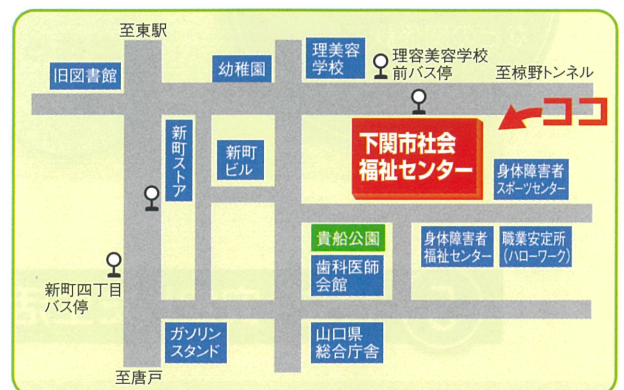 至東駅
旧図書館
幼稚園
理美容
学校
理容美容学校
前バス停
至椋野トンネル
ココ
新町ストア
新町
ビル
下関市社会
福祉センター
身体障害者
スポーツセンター
貴船公園
歯科医師
会館
身体障害者
福祉センター
職業安定所
(ハローワーク)
新町四丁目
バス停
ガソリン
スタンド
山口県
総合庁舎
至唐戸